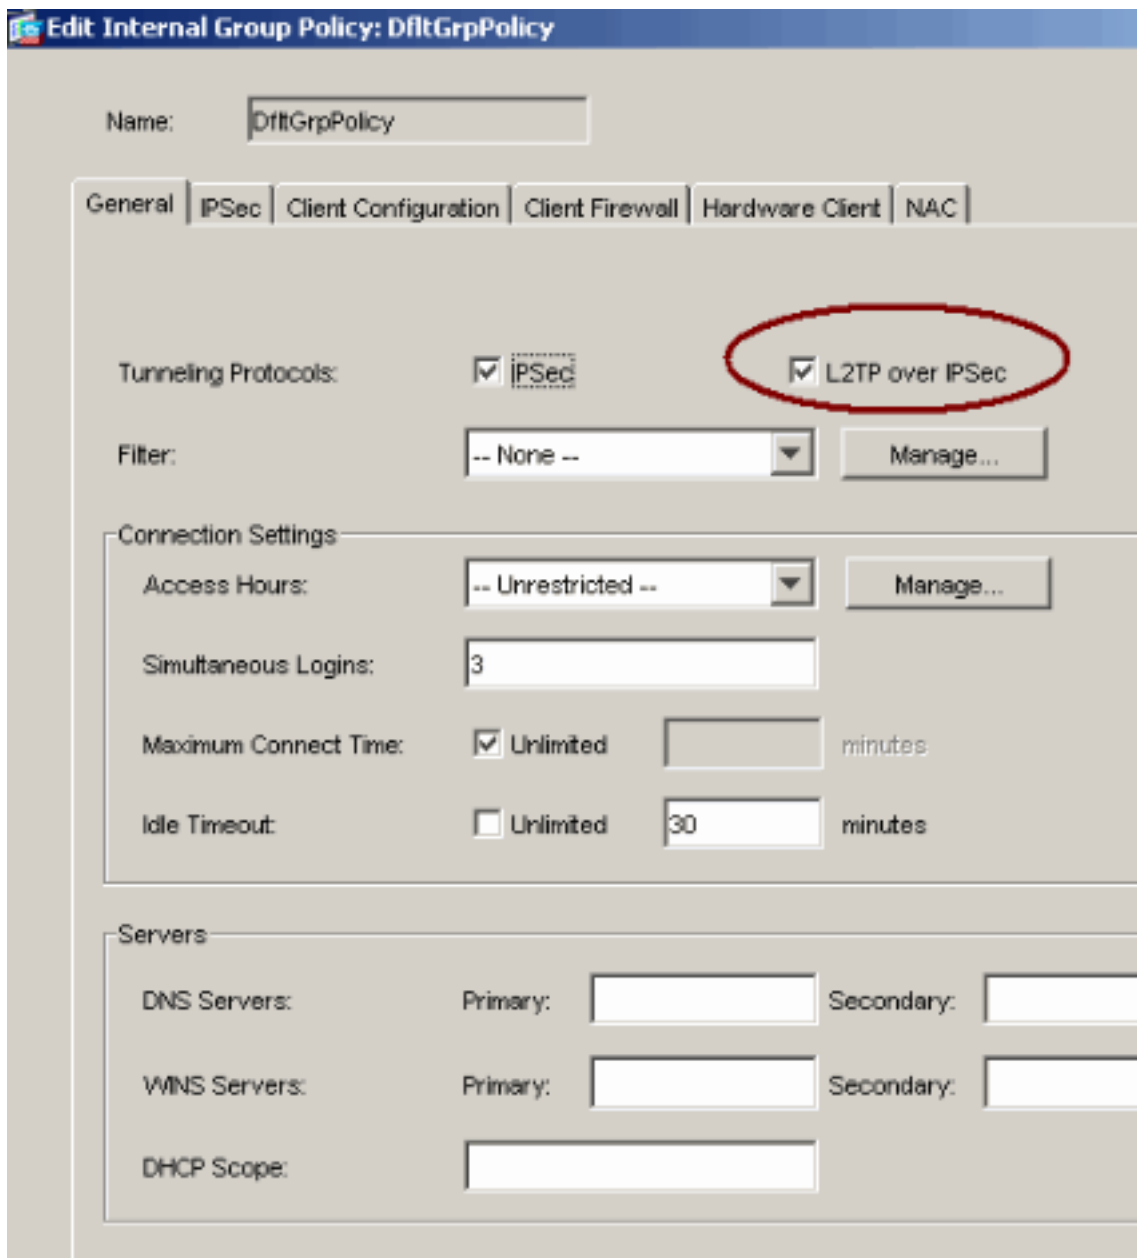 Edit Internal Group Policy: DfltGrpPolicy
Name: DfltGrpPolicy
General IPSec Client Configuration Client Firewall Hardware Client NAC
Tunneling Protocols: IPSec L2TP over IPSec
Filter: -- None -- Manage...
Connection Settings
Access Hours: -- Unrestricted -- Manage...
Simultaneous Logins: 3
Maximum Connect Time: Unlimited minutes
Idle Timeout: Unlimited 30 minutes
Servers
DNS Servers: Primary: Secondary:
WINS Servers: Primary: Secondary:
DHCP Scope: